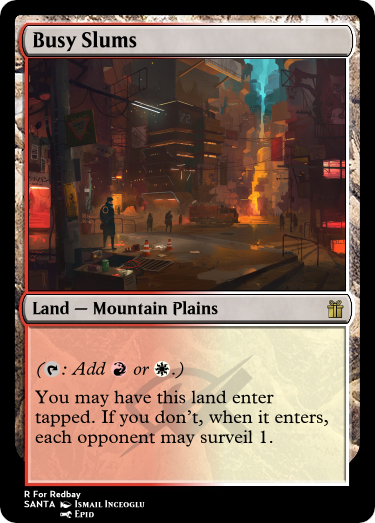 Busy Slums
Land — Mountain Plains
(T: Add R or W.)
You may have this land enter
tapped. If you don't, when it enters,
each opponent may surveil 1.
R For Redbay
SANTA Ismail Inceoglu
Epid